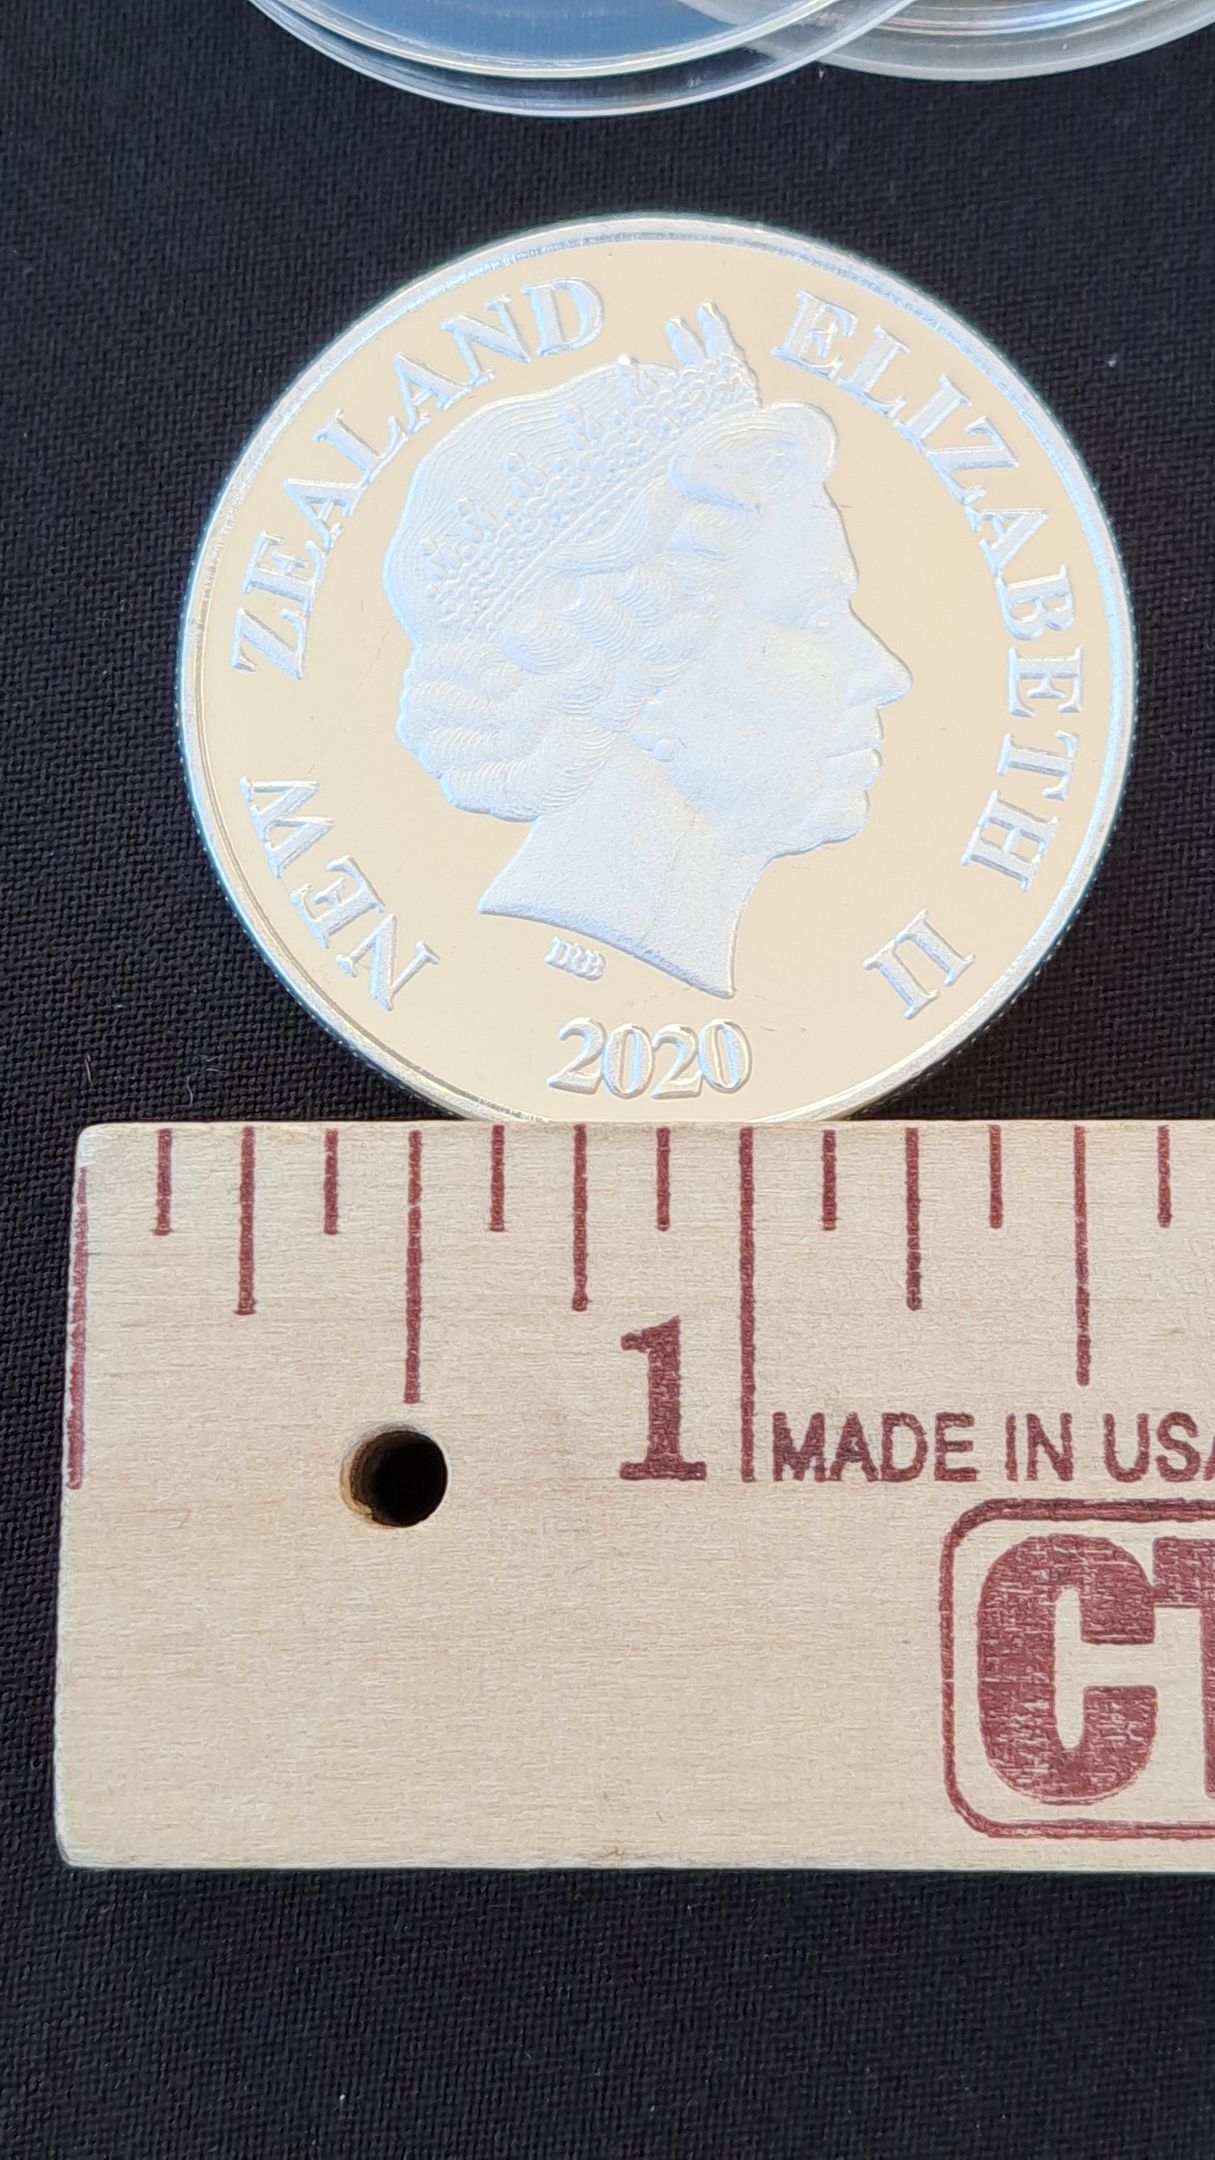 NEW ZEALAND ELIZABETH II
IRB
2020
1
MADE IN USA